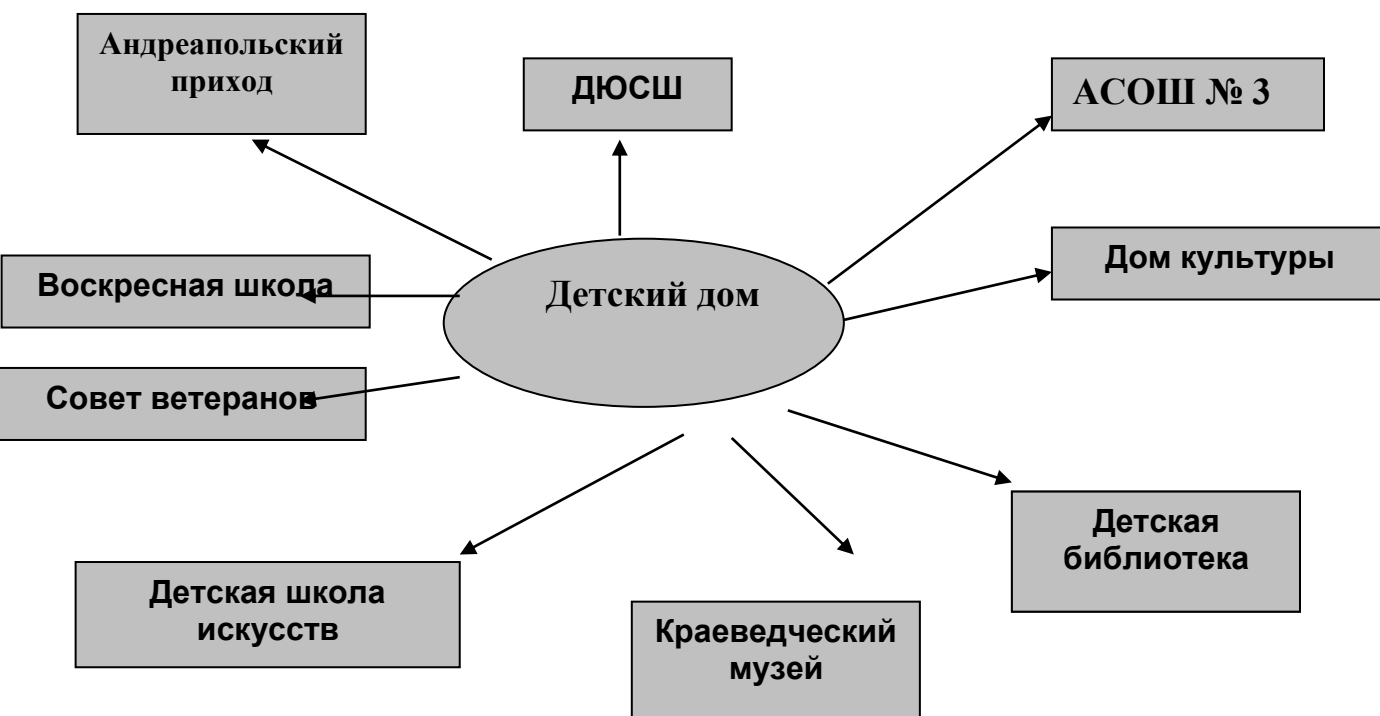 Андреапольский
приход
ДЮСШ
АСОШ № 3
Дом культуры
Воскресная школа
Детский дом
Совет ветеранов
Детская
библиотека
Детская школа
искусств
Краеведческий
музей